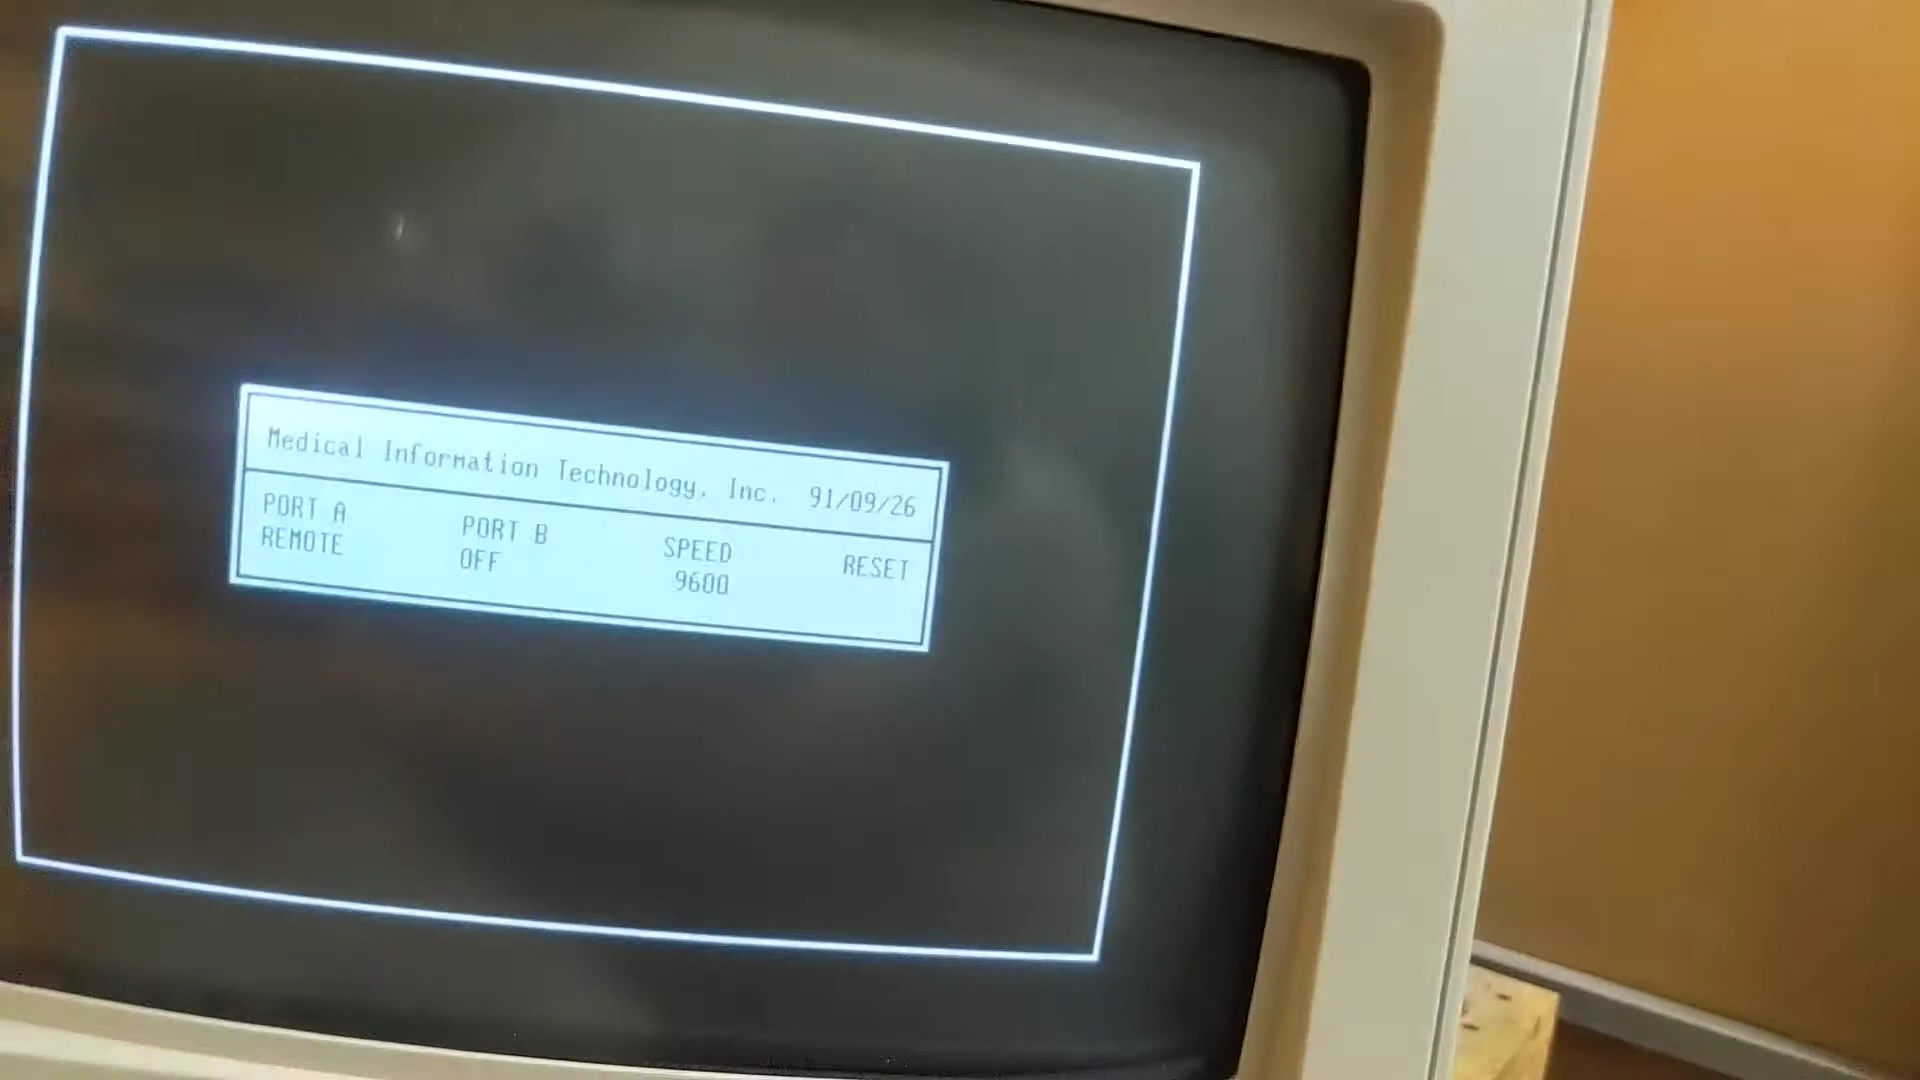 Medical Information Technology, Inc. 91/09/26
PORT A PORT B SPEED RESET
REMOTE OFF 9600